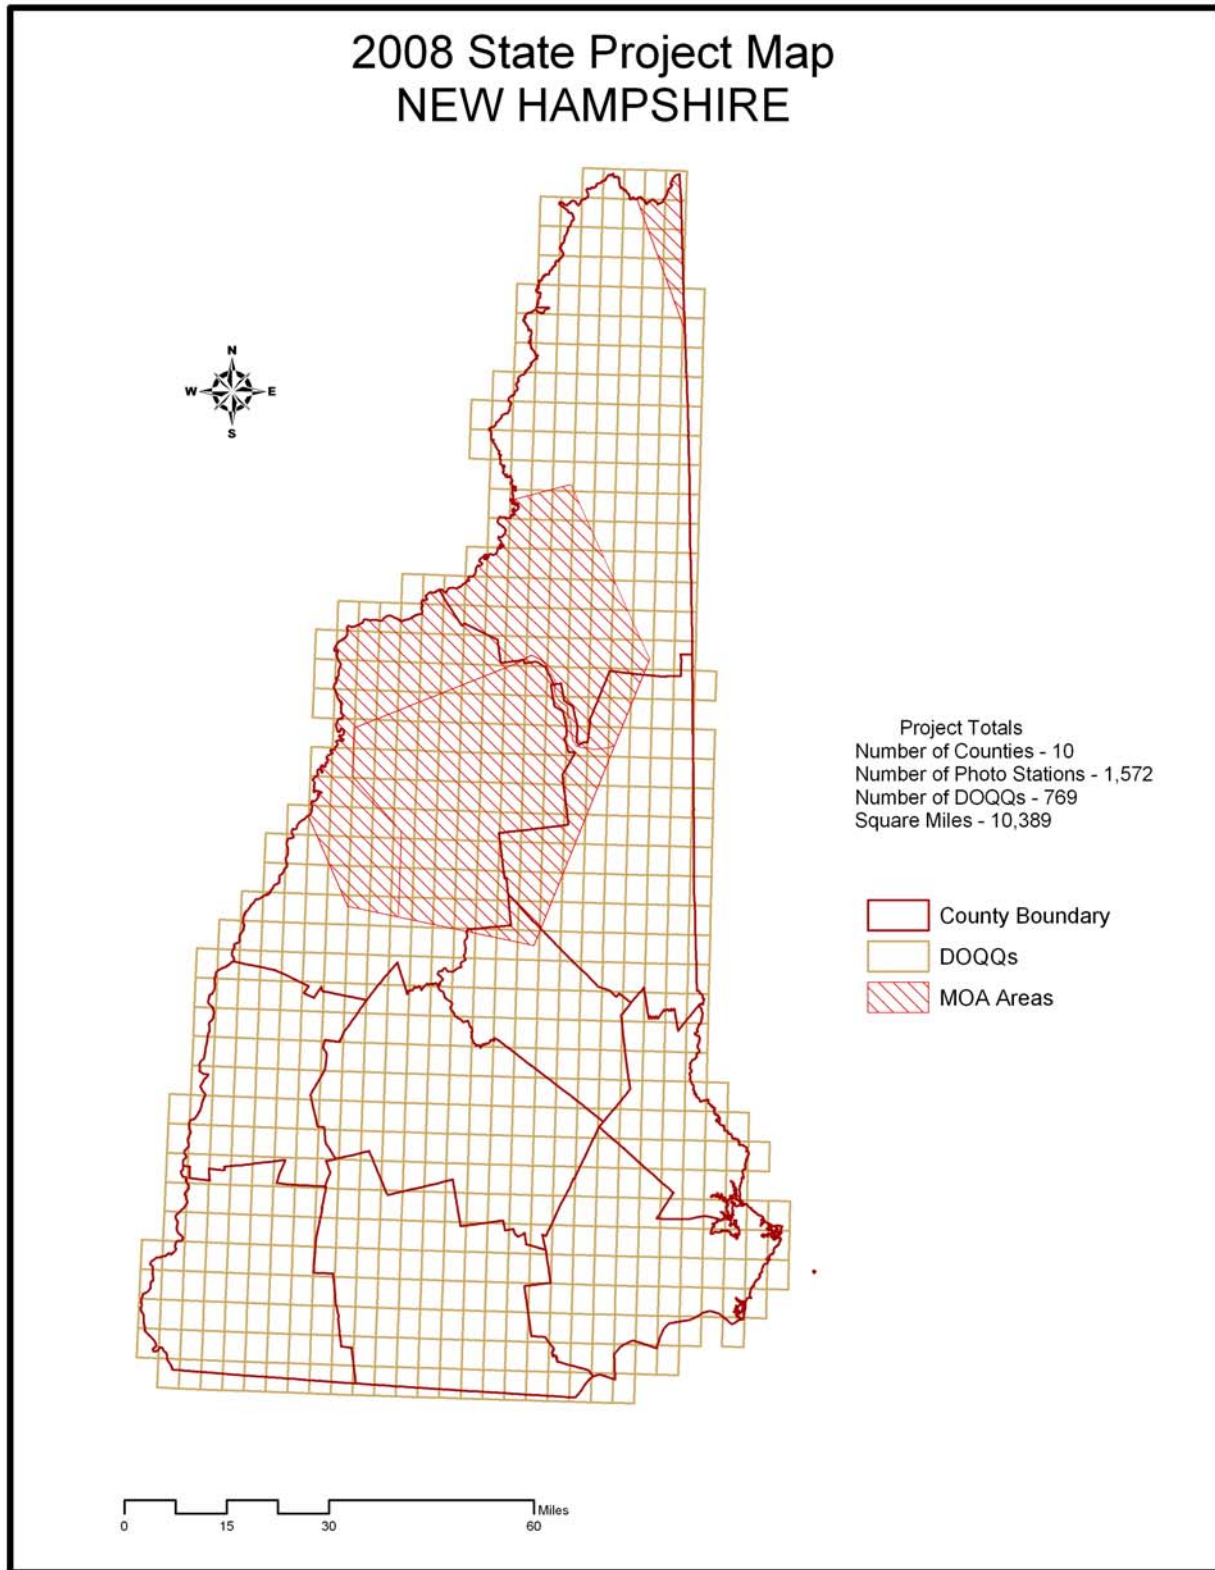 2008 State Project Map
NEW HAMPSHIRE
N
W E
S
Project Totals
Number of Counties - 10
Number of Photo Stations - 1,572
Number of DOQQs - 769
Square Miles - 10,389
County Boundary
DOQQs
MOA Areas
Miles
0 15 30 60